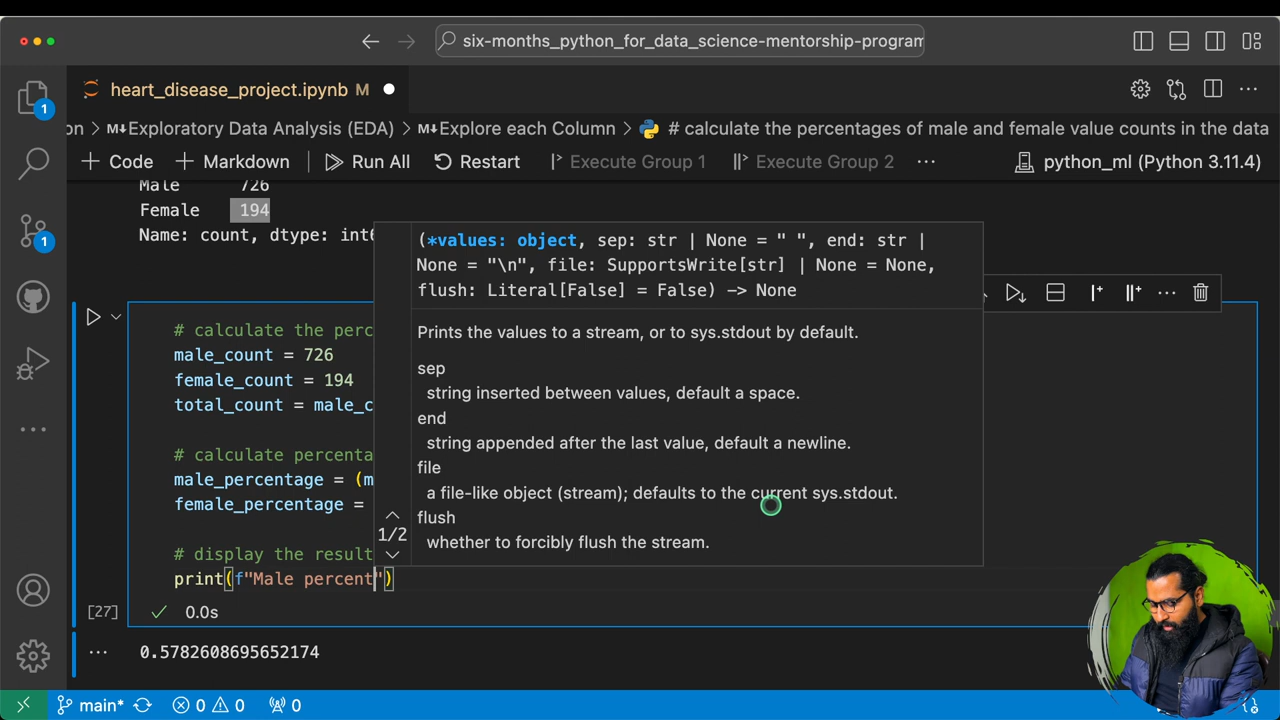 six-months_python_for_data_science-mentorship-program
1
heart_disease_project.ipynb M
on > M↓Exploratory Data Analysis (EDA) > M↓Explore each Column > # calculate the percentages of male and female value counts in the data
+ Code + Markdown Run All Restart Execute Group 1 Execute Group 2 ... python_ml (Python 3.11.4)
Male 726
Female 194
Name: count, dtype: int6
1
(*values: object, sep: str | None = " ", end: str |
None = "\n", file: SupportsWrite[str] | None = None,
flush: Literal[False] = False) -> None
Prints the values to a stream, or to sys.stdout by default.
sep
string inserted between values, default a space.
end
string appended after the last value, default a newline.
file
a file-like object (stream); defaults to the current sys.stdout.
flush
whether to forcibly flush the stream.
1/2
# calculate the perc
male_count = 726
female_count = 194
total_count = male_c
# calculate percenta
male_percentage = (m
female_percentage =
# display the result
print(f"Male percent")
[27] 0.0s
0.5782608695652174
main* 0 0 0